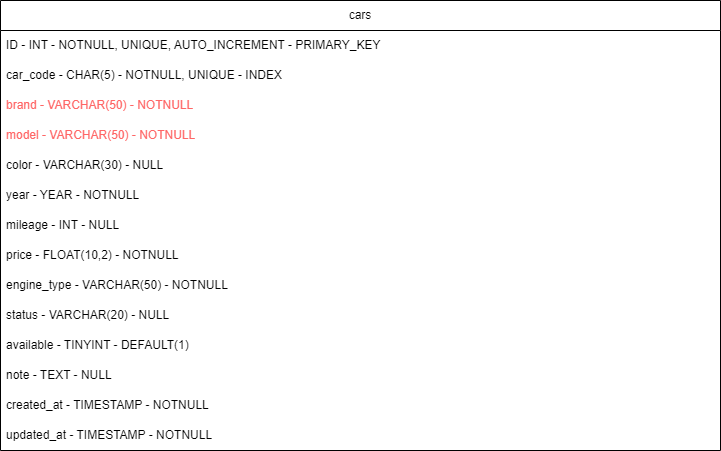 cars
ID - INT - NOTNULL, UNIQUE, AUTO_INCREMENT - PRIMARY_KEY
car_code - CHAR(5) - NOTNULL, UNIQUE - INDEX
brand - VARCHAR(50) - NOTNULL
model - VARCHAR(50) - NOTNULL
color - VARCHAR(30) - NULL
year - YEAR - NOTNULL
mileage - INT - NULL
price - FLOAT(10,2) - NOTNULL
engine_type - VARCHAR(50) - NOTNULL
status - VARCHAR(20) - NULL
available - TINYINT - DEFAULT(1)
note - TEXT - NULL
created_at - TIMESTAMP - NOTNULL
updated_at - TIMESTAMP - NOTNULL